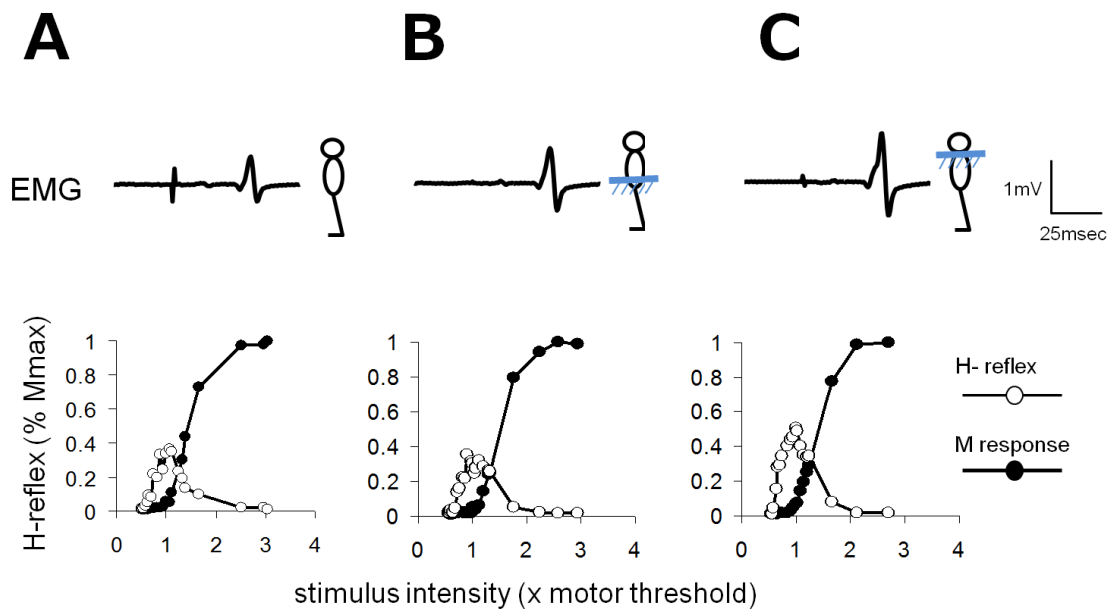 A B C
EMG
1mV
25msec
H-reflex (% Mmax)
1 1 1
0.8 0.8 0.8
0.6 0.6 0.6
0.4 0.4 0.4
0.2 0.2 0.2
0 0 0
0 1 2 3 4 0 1 2 3 4 0 1 2 3 4
H- reflex
M response
stimulus intensity (x motor threshold)